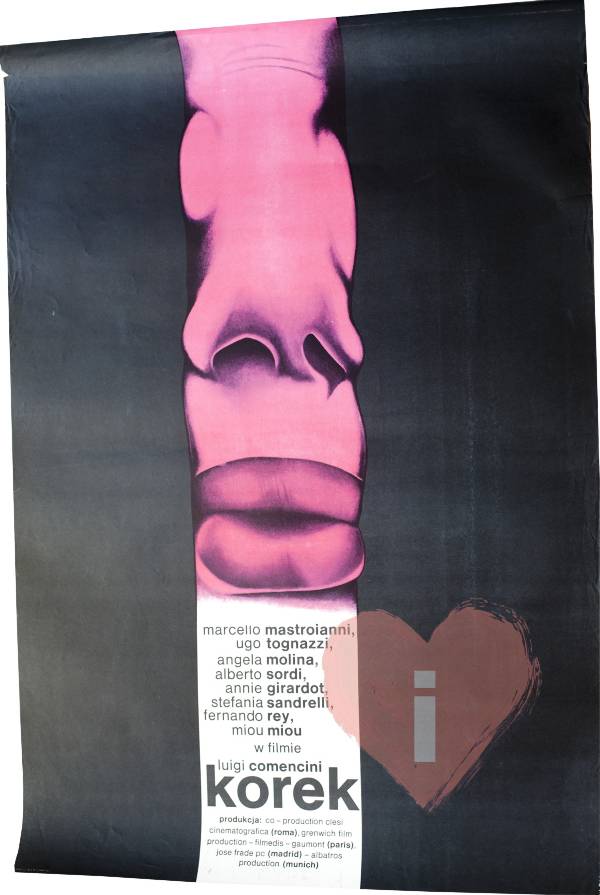 marcello mastroianni,
ugo tognazzi,
angela molina,
alberto sordi,
annie girardot,
stefania sandrelli,
fernando rey,
miou miou
w filmie
luigi comencini
korek
produkcja: co – production clesi
cinematografica (roma), grenwich film
production – filmedis – gaumont (paris),
jose frade pc (madrid) – albatros
production (munich)
i